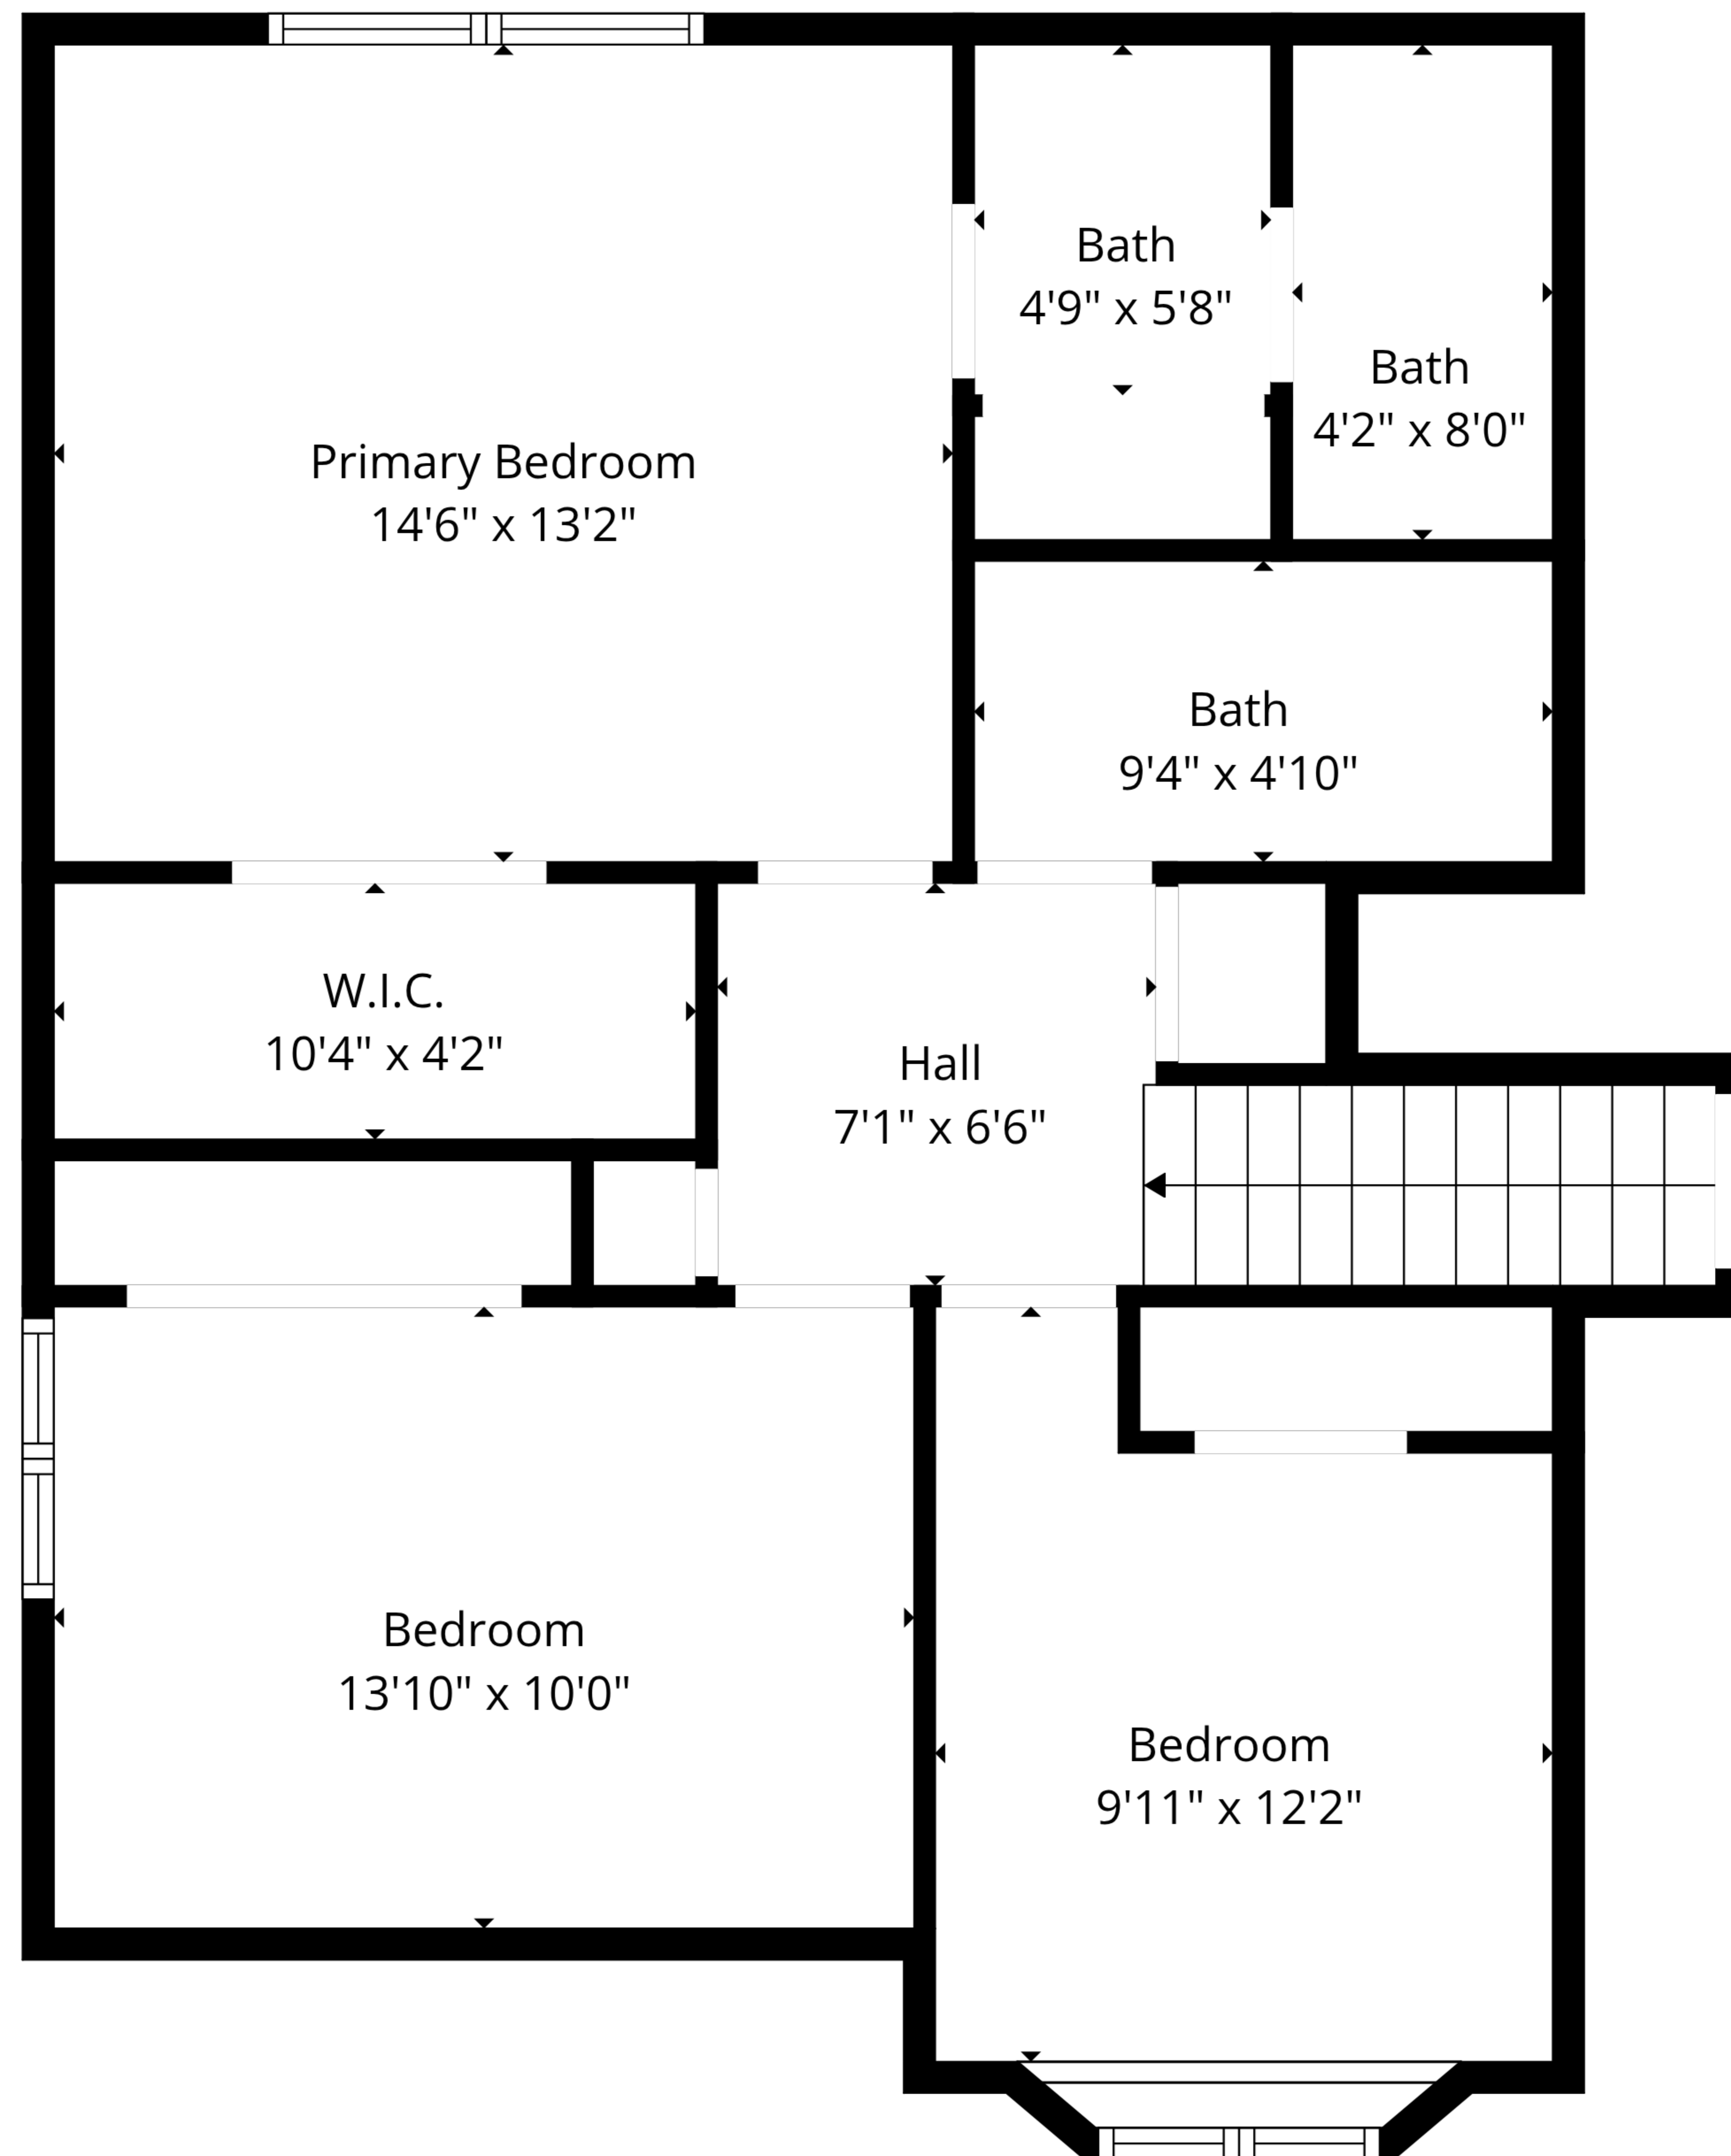 Bath
4'9" x 5'8"
Bath
4'2" x 8'0"
Primary Bedroom
14'6" x 13'2"
Bath
9'4" x 4'10"
W.I.C.
10'4" x 4'2"
Hall
7'1" x 6'6"
Bedroom
13'10" x 10'0"
Bedroom
9'11" x 12'2"